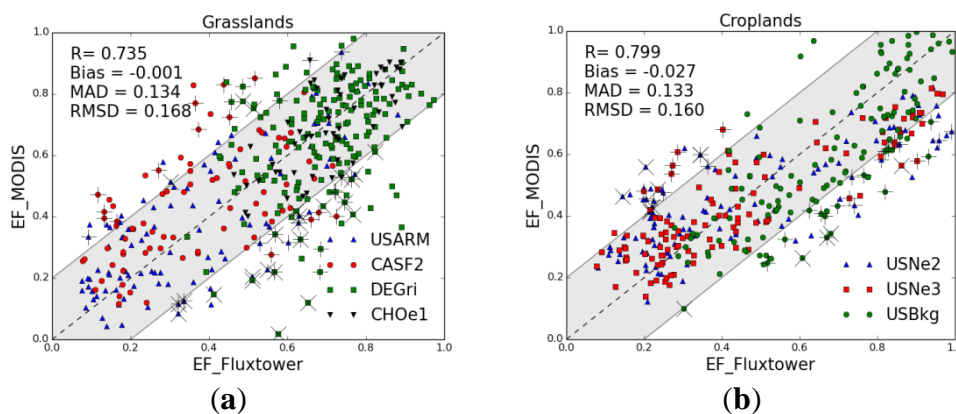 Grasslands
R= 0.735
Bias = -0.001
MAD = 0.134
RMSD = 0.168
1.0
0.8
0.6
0.4
0.2
0.0
EF_MODIS
USARM
CASF2
DEGri
CHOe1
0.0 0.2 0.4 0.6 0.8 1.0
EF_Fluxtower
(a)
Croplands
R= 0.799
Bias = -0.027
MAD = 0.133
RMSD = 0.160
1.0
0.8
0.6
0.4
0.2
0.0
EF_MODIS
USNe2
USNe3
USBkg
0.0 0.2 0.4 0.6 0.8 1.
EF_Fluxtower
(b)